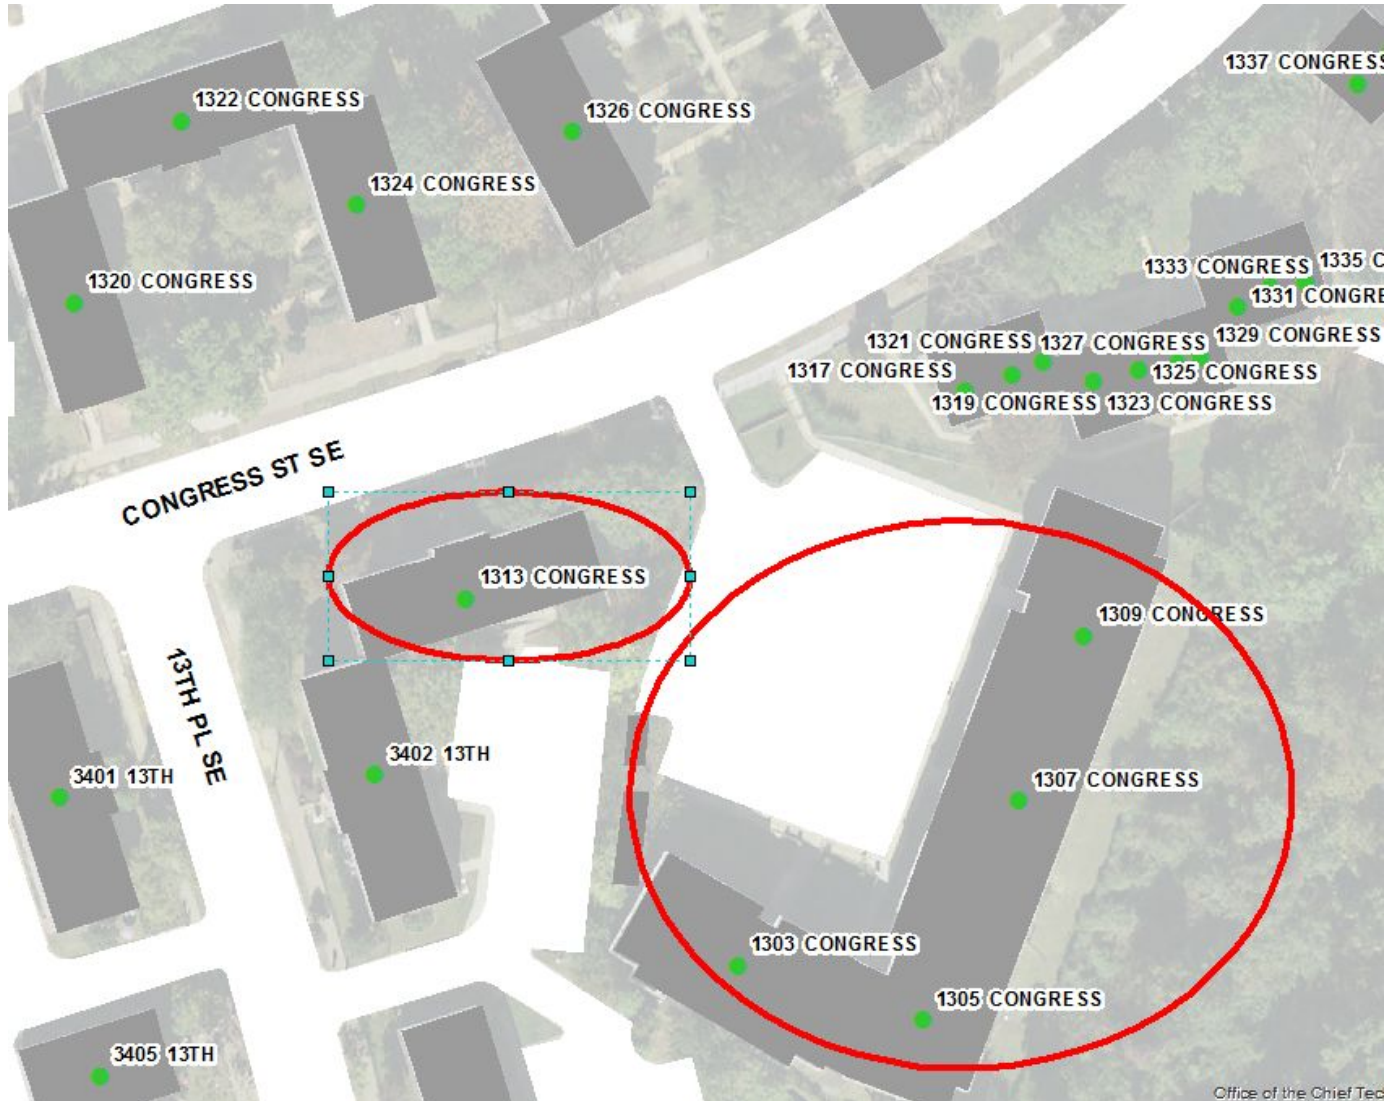 1337 CONGRESS
1322 CONGRESS
1326 CONGRESS
1324 CONGRESS
1320 CONGRESS
1333 CONGRESS
1335 C
1331 CONGRE
1329 CONGRESS
1321 CONGRESS
1327 CONGRESS
1317 CONGRESS
1325 CONGRESS
1319 CONGRESS
1323 CONGRESS
CONGRESS ST SE
1313 CONGRESS
1309 CONGRESS
13TH PL SE
3402 13TH
3401 13TH
1307 CONGRESS
1303 CONGRESS
1305 CONGRESS
3405 13TH
Office of the Chief Tec